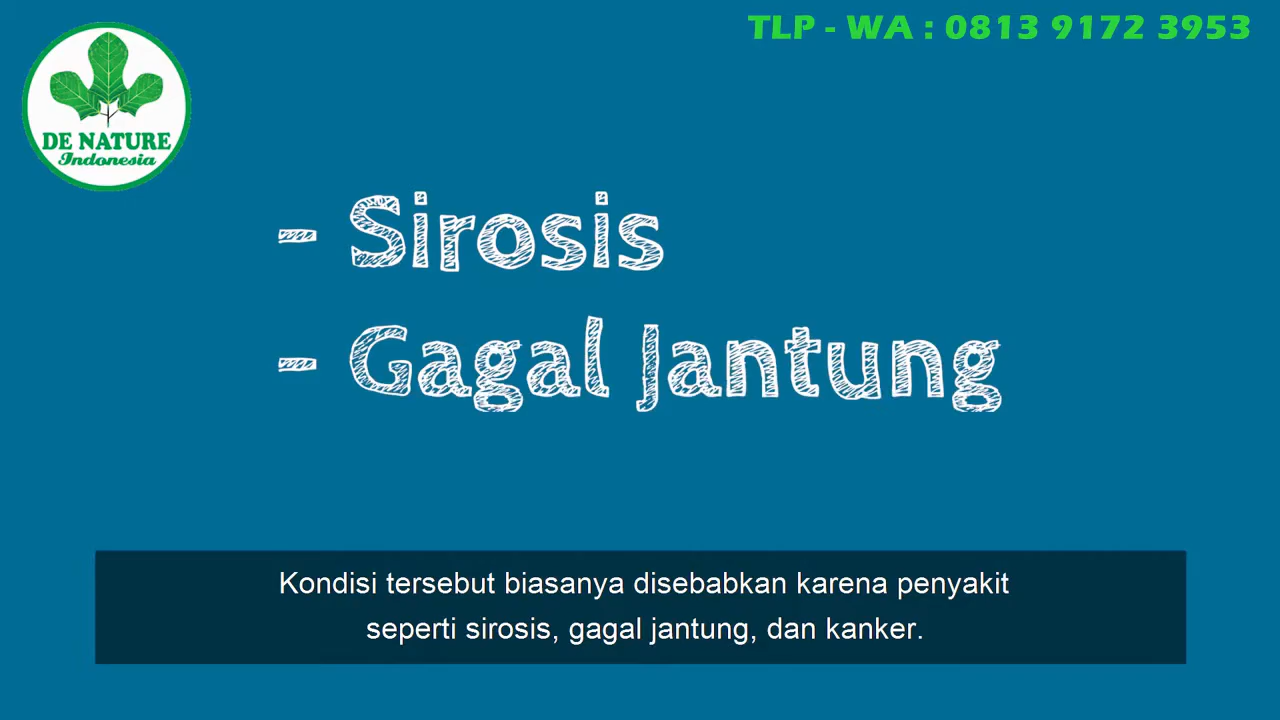 TLP - WA : 0813 9172 3953
DE NATURE
Indonesia
- Sirosis
- Gagal Jantung
Kondisi tersebut biasanya disebabkan karena penyakit
seperti sirosis, gagal jantung, dan kanker.